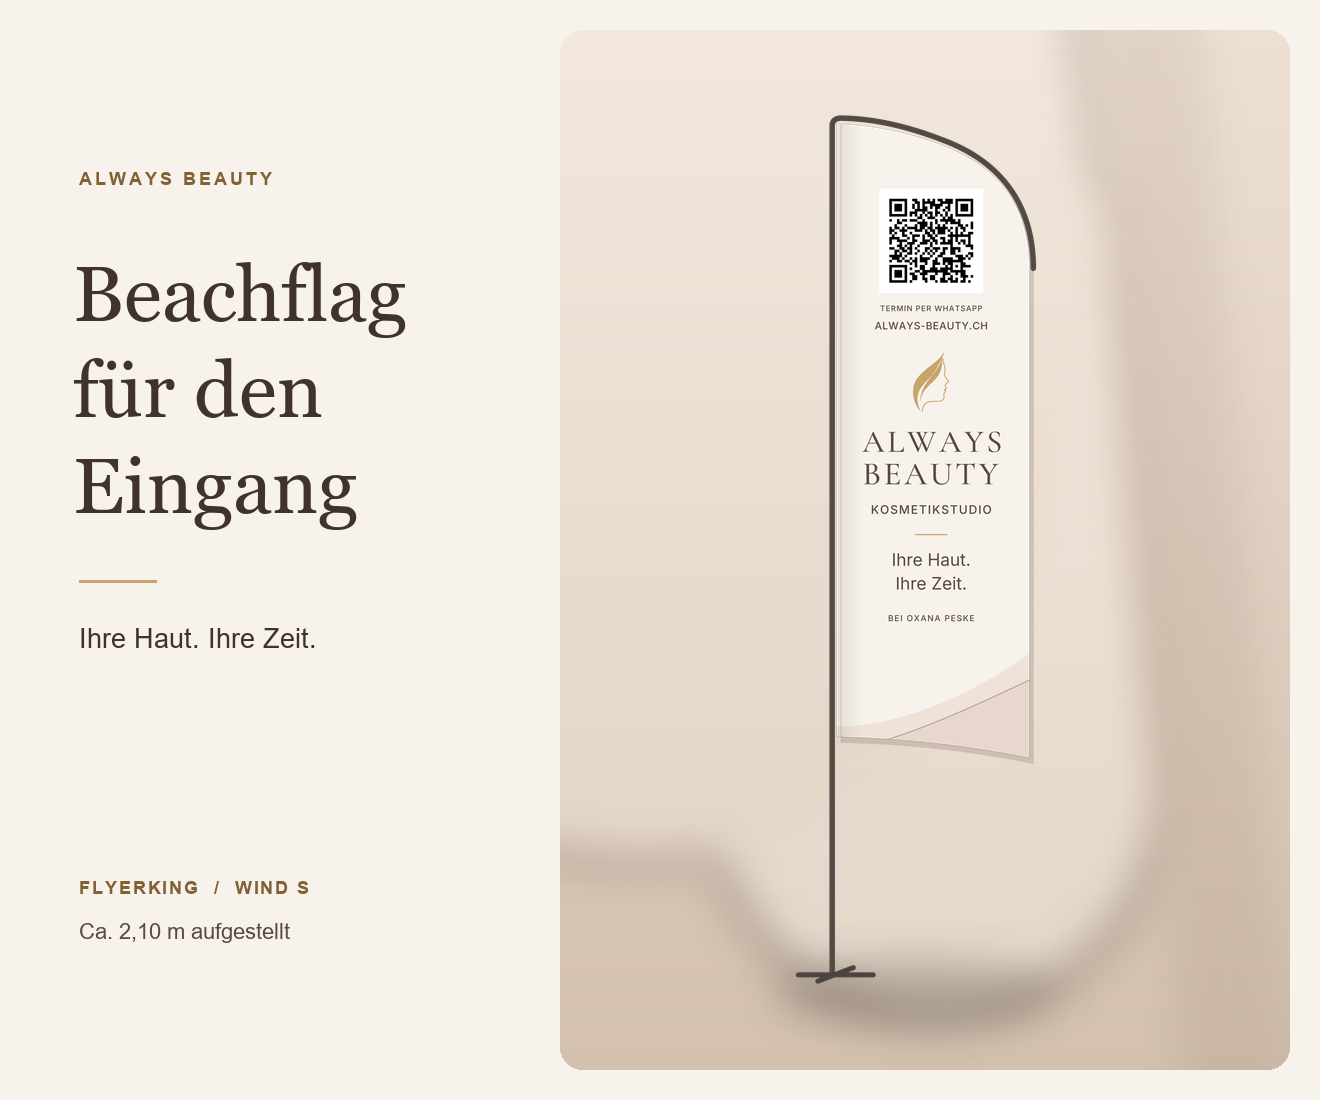 ALWAYS BEAUTY
Beachflag
für den
Eingang
Ihre Haut. Ihre Zeit.
FLYERKING / WIND S
Ca. 2,10 m aufgestellt
TERMIN PER WHATSAPP
ALWAYS-BEAUTY.CH
ALWAYS
BEAUTY
KOSMETIKSTUDIO
Ihre Haut.
Ihre Zeit.
BEI OXANA PESKE